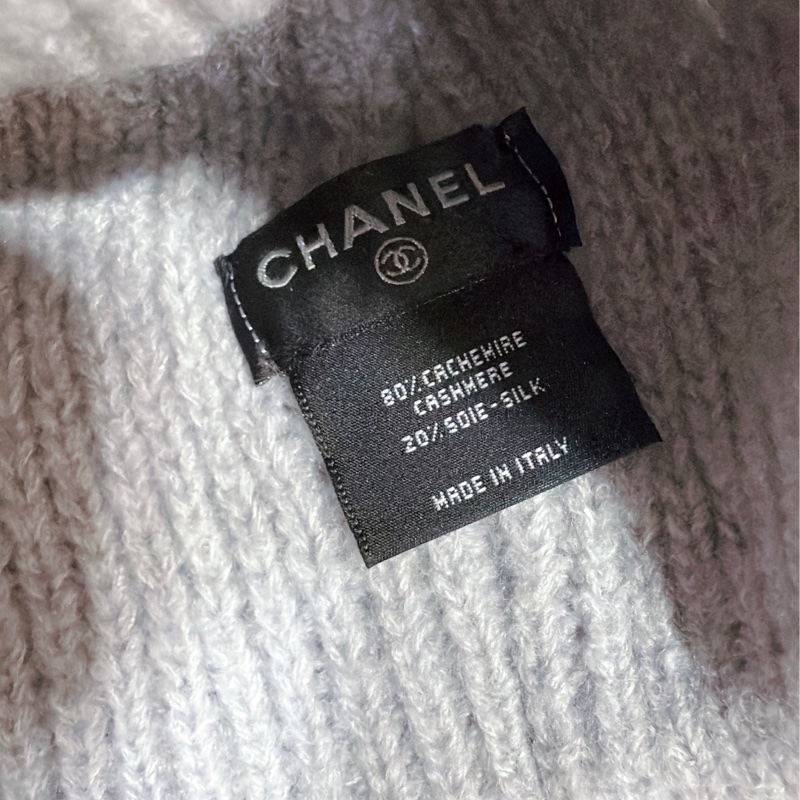 CHANEL
80% CACHEMIRE
CASHMERE
20% SOIE-SILK
MADE IN ITALY